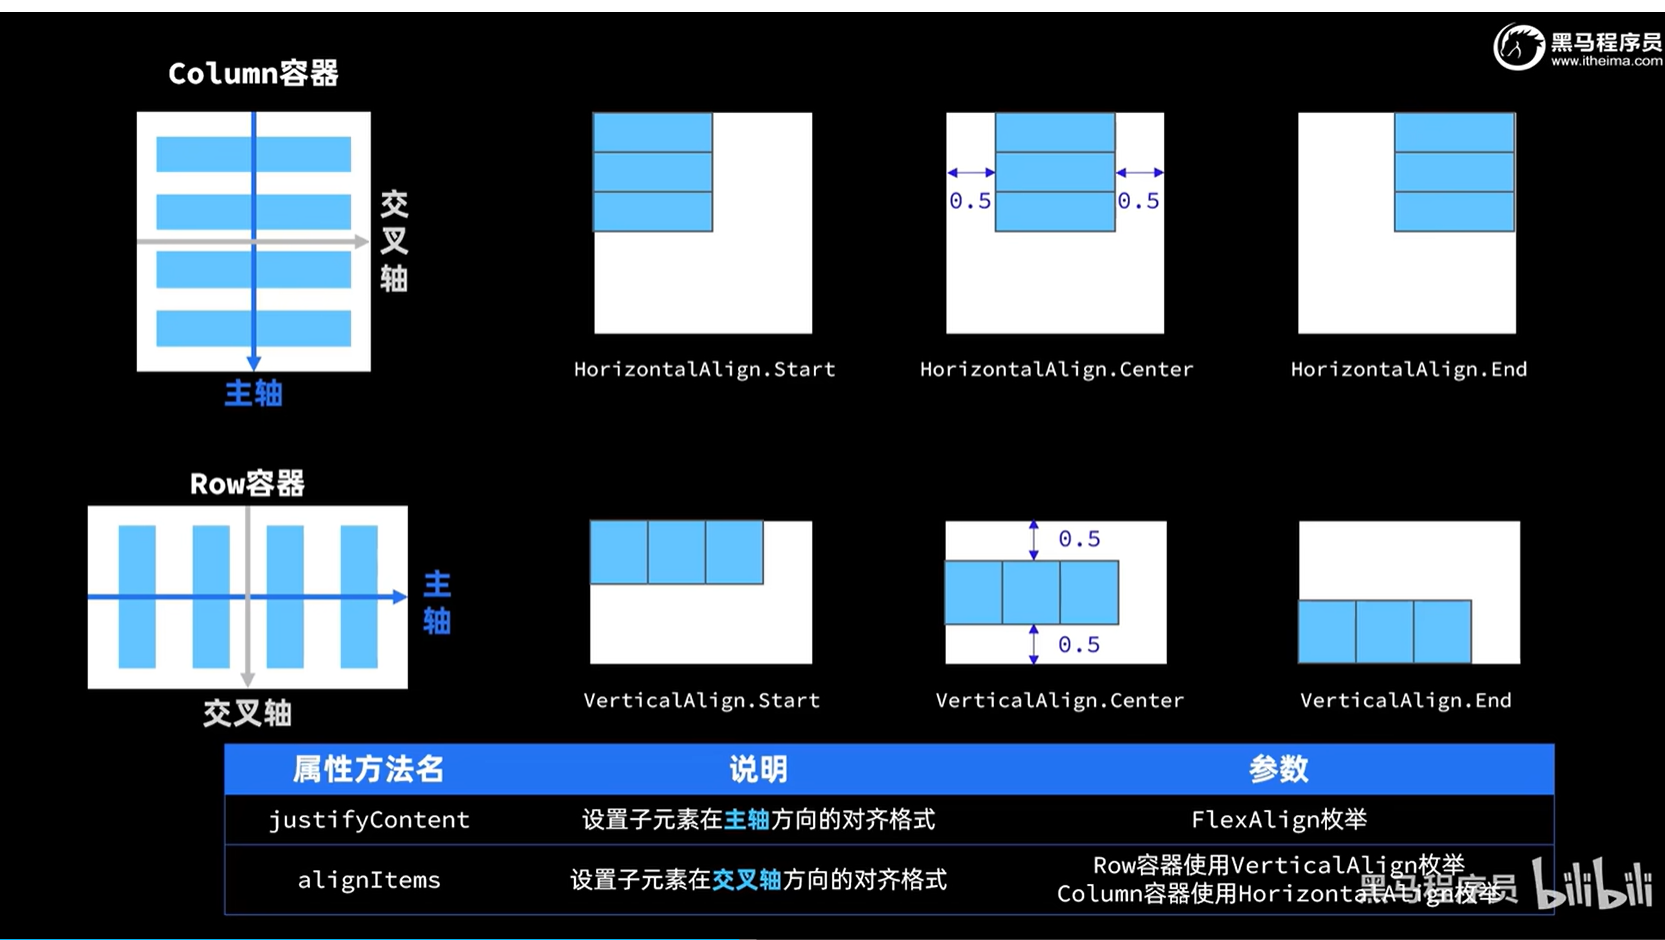 黑马程序员
www.itheima.com
Column容器
交叉轴
主轴
HorizontalAlign.Start
0.5
0.5
HorizontalAlign.Center
HorizontalAlign.End
Row容器
主轴
交叉轴
VerticalAlign.Start
0.5
0.5
VerticalAlign.Center
VerticalAlign.End
属性方法名 说明 参数
justifyContent 设置子元素在主轴方向的对齐格式 FlexAlign枚举
alignItems 设置子元素在交叉轴方向的对齐格式 Row容器使用VerticalAlign枚举
Column容器使用HorizontalAlign枚举
黑马程序员 bilibili